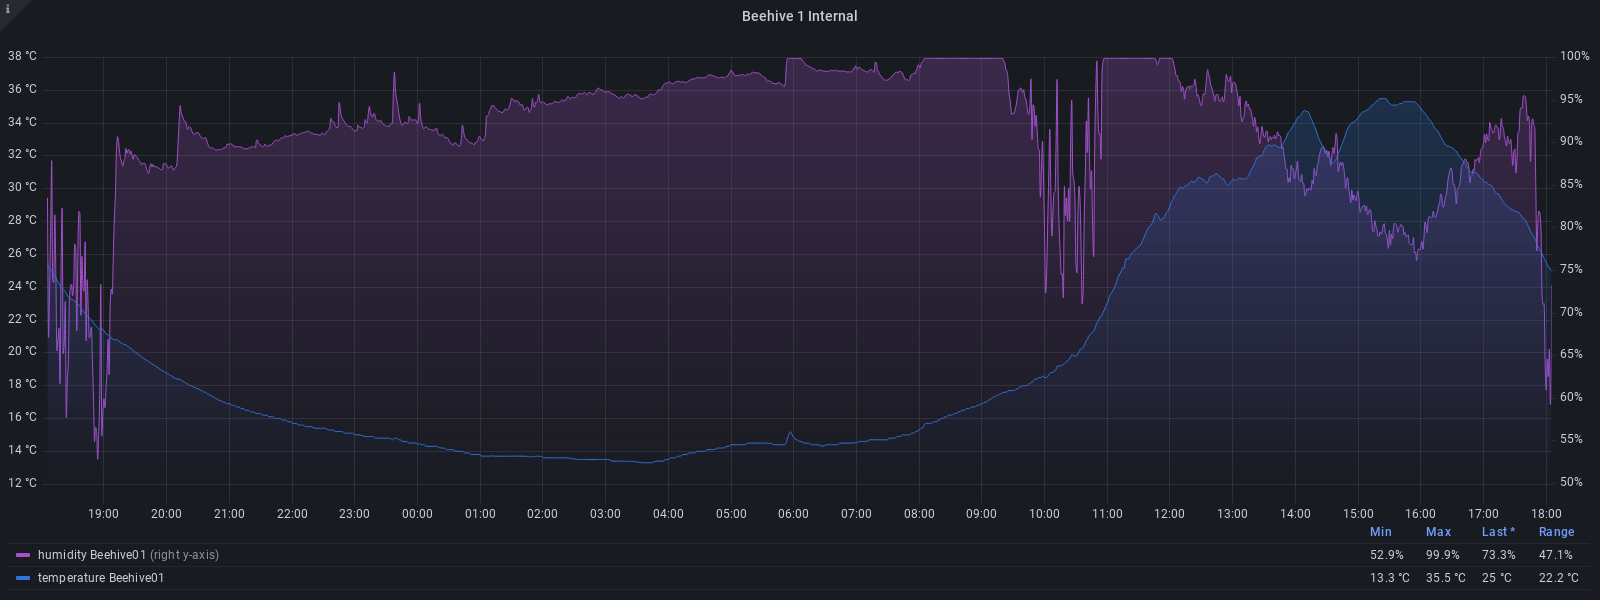 i
Beehive 1 Internal
38 °C
36 °C
34 °C
32 °C
30 °C
28 °C
26 °C
24 °C
22 °C
20 °C
18 °C
16 °C
14 °C
12 °C
100%
95%
90%
85%
80%
75%
70%
65%
60%
55%
50%
19:00 20:00 21:00 22:00 23:00 00:00 01:00 02:00 03:00 04:00 05:00 06:00 07:00 08:00 09:00 10:00 11:00 12:00 13:00 14:00 15:00 16:00 17:00 18:00
Min Max Last * Range
humidity Beehive01 (right y-axis) 52.9% 99.9% 73.3% 47.1%
temperature Beehive01 13.3 °C 35.5 °C 25 °C 22.2 °C